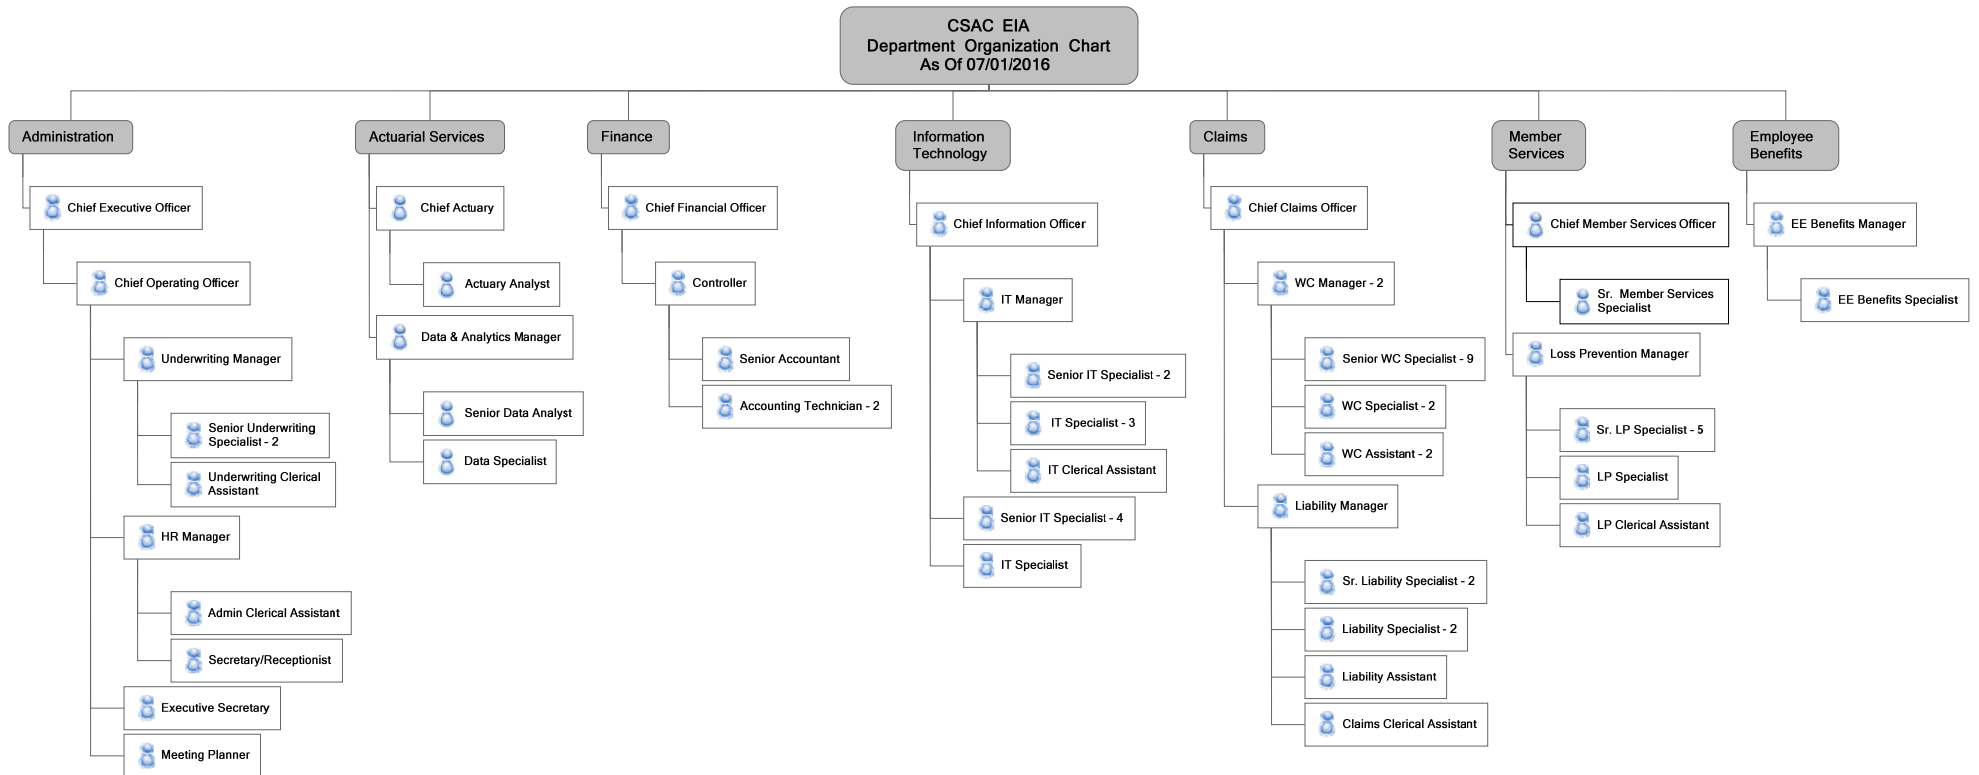 CSAC EIA
Department Organization Chart
As Of 07/01/2016
Administration
Chief Executive Officer
Chief Operating Officer
Underwriting Manager
Senior Underwriting
Specialist - 2
Underwriting Clerical
Assistant
HR Manager
Admin Clerical Assistant
Secretary/Receptionist
Executive Secretary
Meeting Planner
Actuarial Services
Chief Actuary
Actuary Analyst
Data & Analytics Manager
Senior Data Analyst
Data Specialist
Finance
Chief Financial Officer
Controller
Senior Accountant
Accounting Technician - 2
Information
Technology
Chief Information Officer
IT Manager
Senior IT Specialist - 2
IT Specialist - 3
IT Clerical Assistant
Senior IT Specialist - 4
IT Specialist
Claims
Chief Claims Officer
WC Manager - 2
Senior WC Specialist - 9
WC Specialist - 2
WC Assistant - 2
Liability Manager
Sr. Liability Specialist - 2
Liability Specialist - 2
Liability Assistant
Claims Clerical Assistant
Member
Services
Chief Member Services Officer
Sr. Member Services
Specialist
Loss Prevention Manager
Sr. LP Specialist - 5
LP Specialist
LP Clerical Assistant
Employee
Benefits
EE Benefits Manager
EE Benefits Specialist